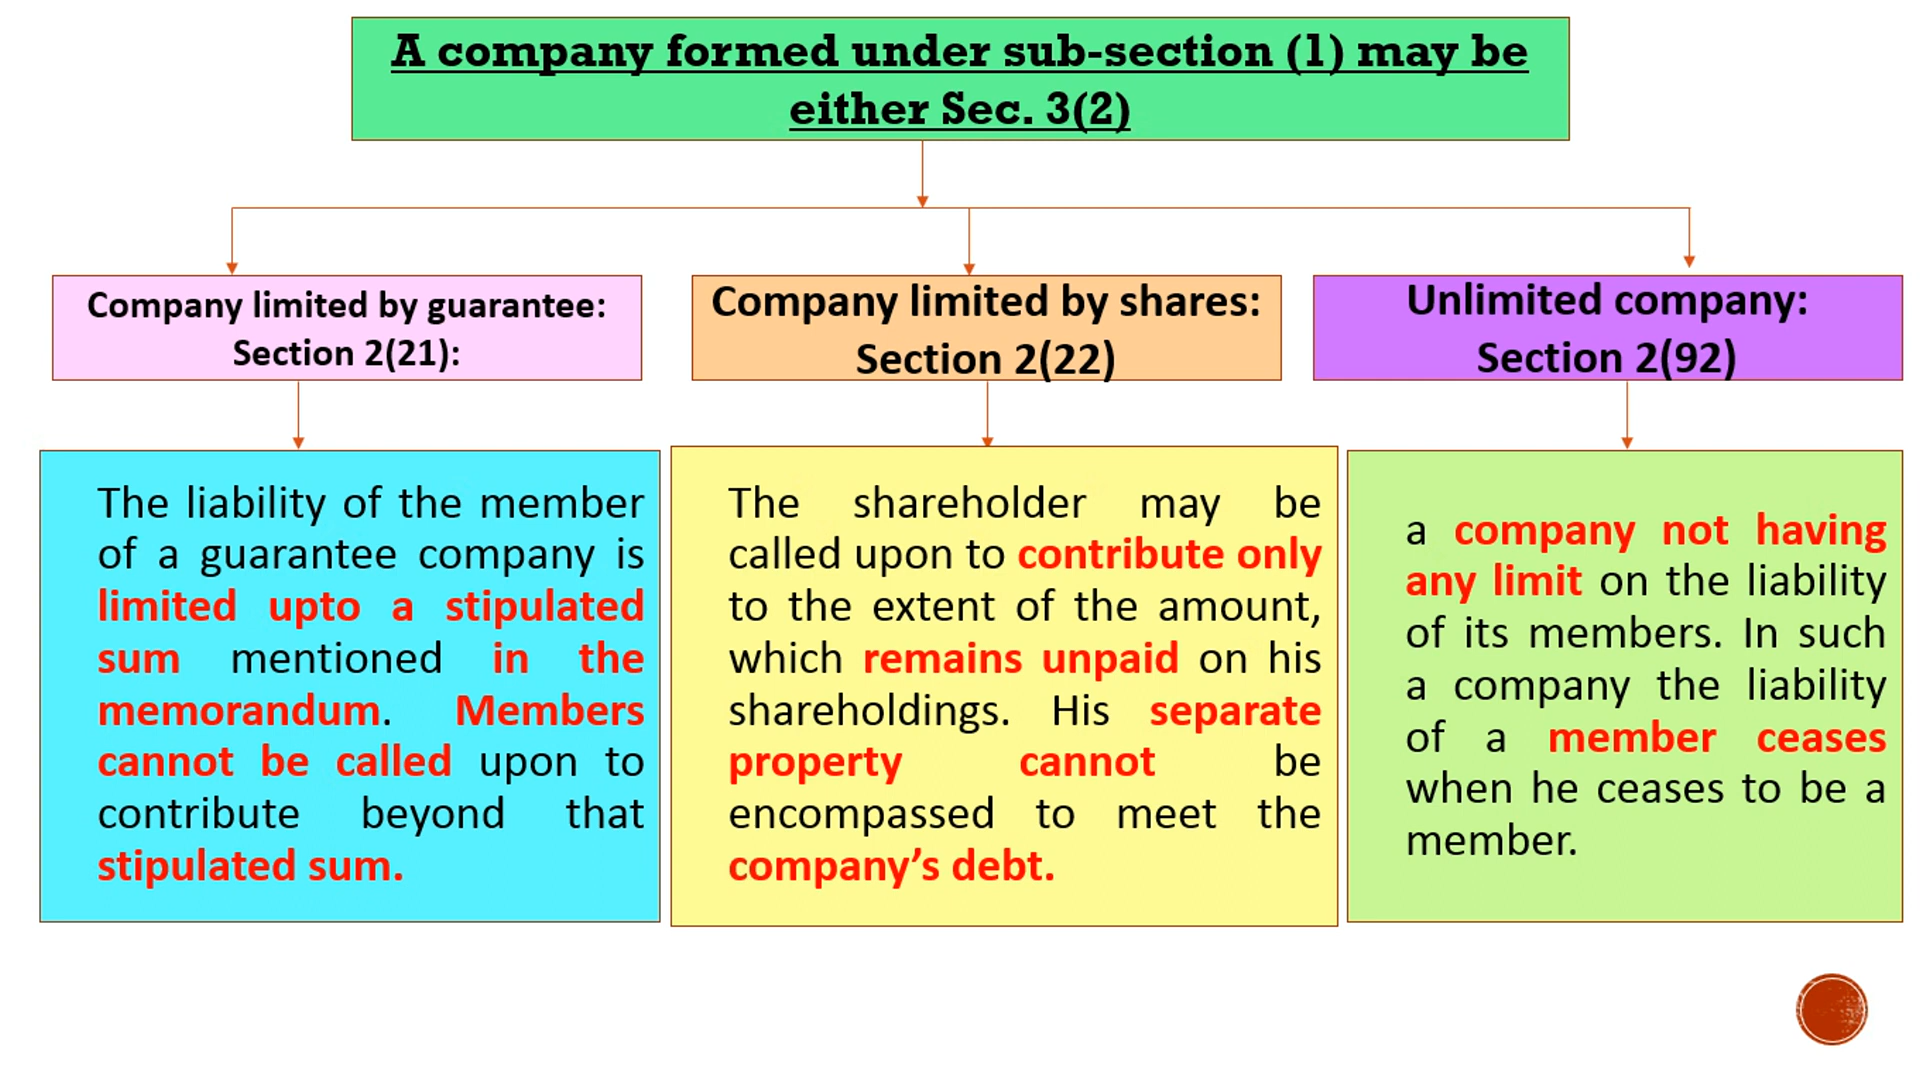 A company formed under sub-section (1) may be
either Sec. 3(2)
Company limited by guarantee:
Section 2(21):
Company limited by shares:
Section 2(22)
Unlimited company:
Section 2(92)
The liability of the member
of a guarantee company is
limited upto a stipulated
sum mentioned in the
memorandum. Members
cannot be called upon to
contribute beyond that
stipulated sum.
The shareholder may be
called upon to contribute only
to the extent of the amount,
which remains unpaid on his
shareholdings. His separate
property cannot be
encompassed to meet the
company’s debt.
a company not having
any limit on the liability
of its members. In such
a company the liability
of a member ceases
when he ceases to be a
member.